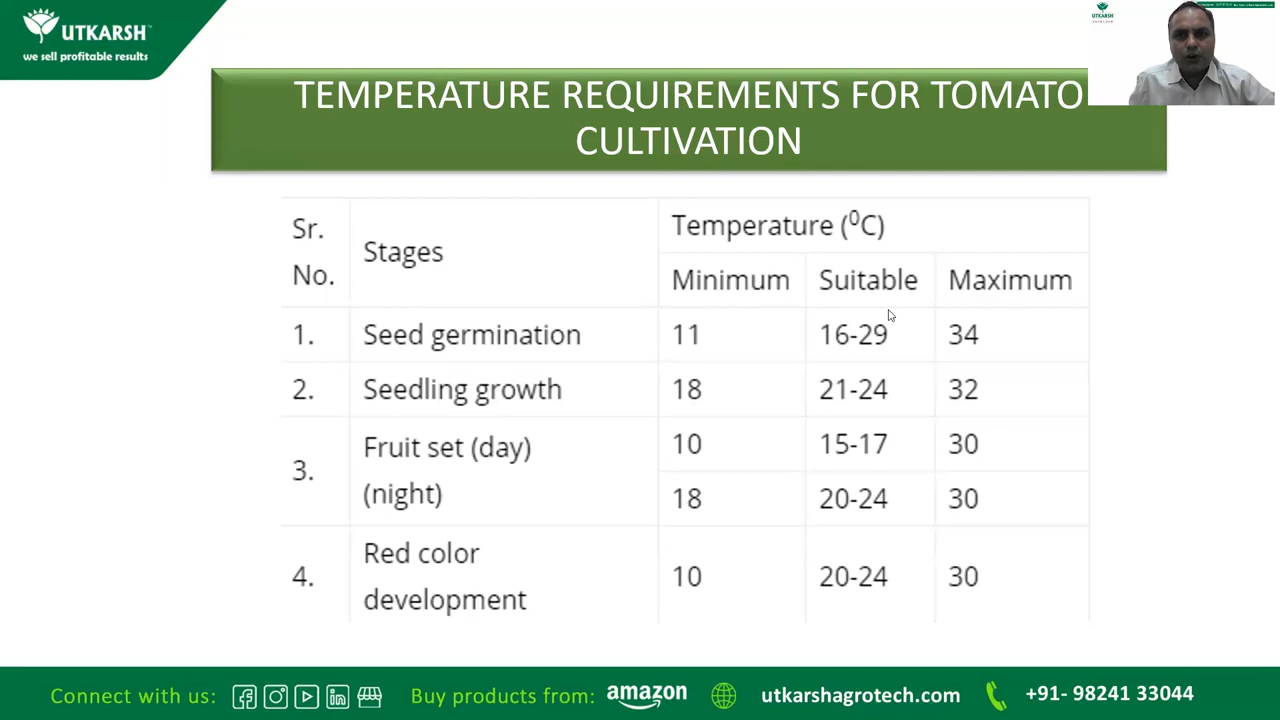 UTKARSH
we sell profitable results
UTKARSH
TEMPERATURE REQUIREMENTS FOR TOMATO
CULTIVATION
Sr. No. Stages Temperature (⁰C)
Minimum Suitable Maximum
1. Seed germination 11 16-29 34
2. Seedling growth 18 21-24 32
3. Fruit set (day) 10 15-17 30
(night) 18 20-24 30
4. Red color development 10 20-24 30
Connect with us: Buy products from: amazon utkarshagrotech.com +91- 98241 33044